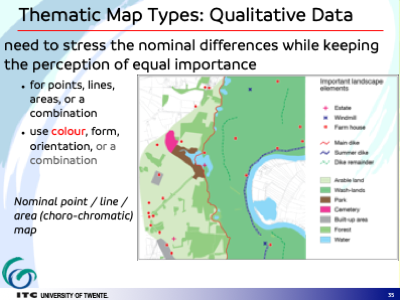 Thematic Map Types: Qualitative Data
need to stress the nominal differences while keeping
the perception of equal importance
• for points, lines,
areas, or a
combination
• use colour, form,
orientation, or a
combination
Nominal point / line /
area (choro-chromatic)
map
Important landscape
elements
Estate
Windmill
Farm house
Main dike
Summer dike
Dike remainder
Arable land
Wash-lands
Park
Cemetery
Built-up area
Forest
Water
ITC UNIVERSITY OF TWENTE.
35